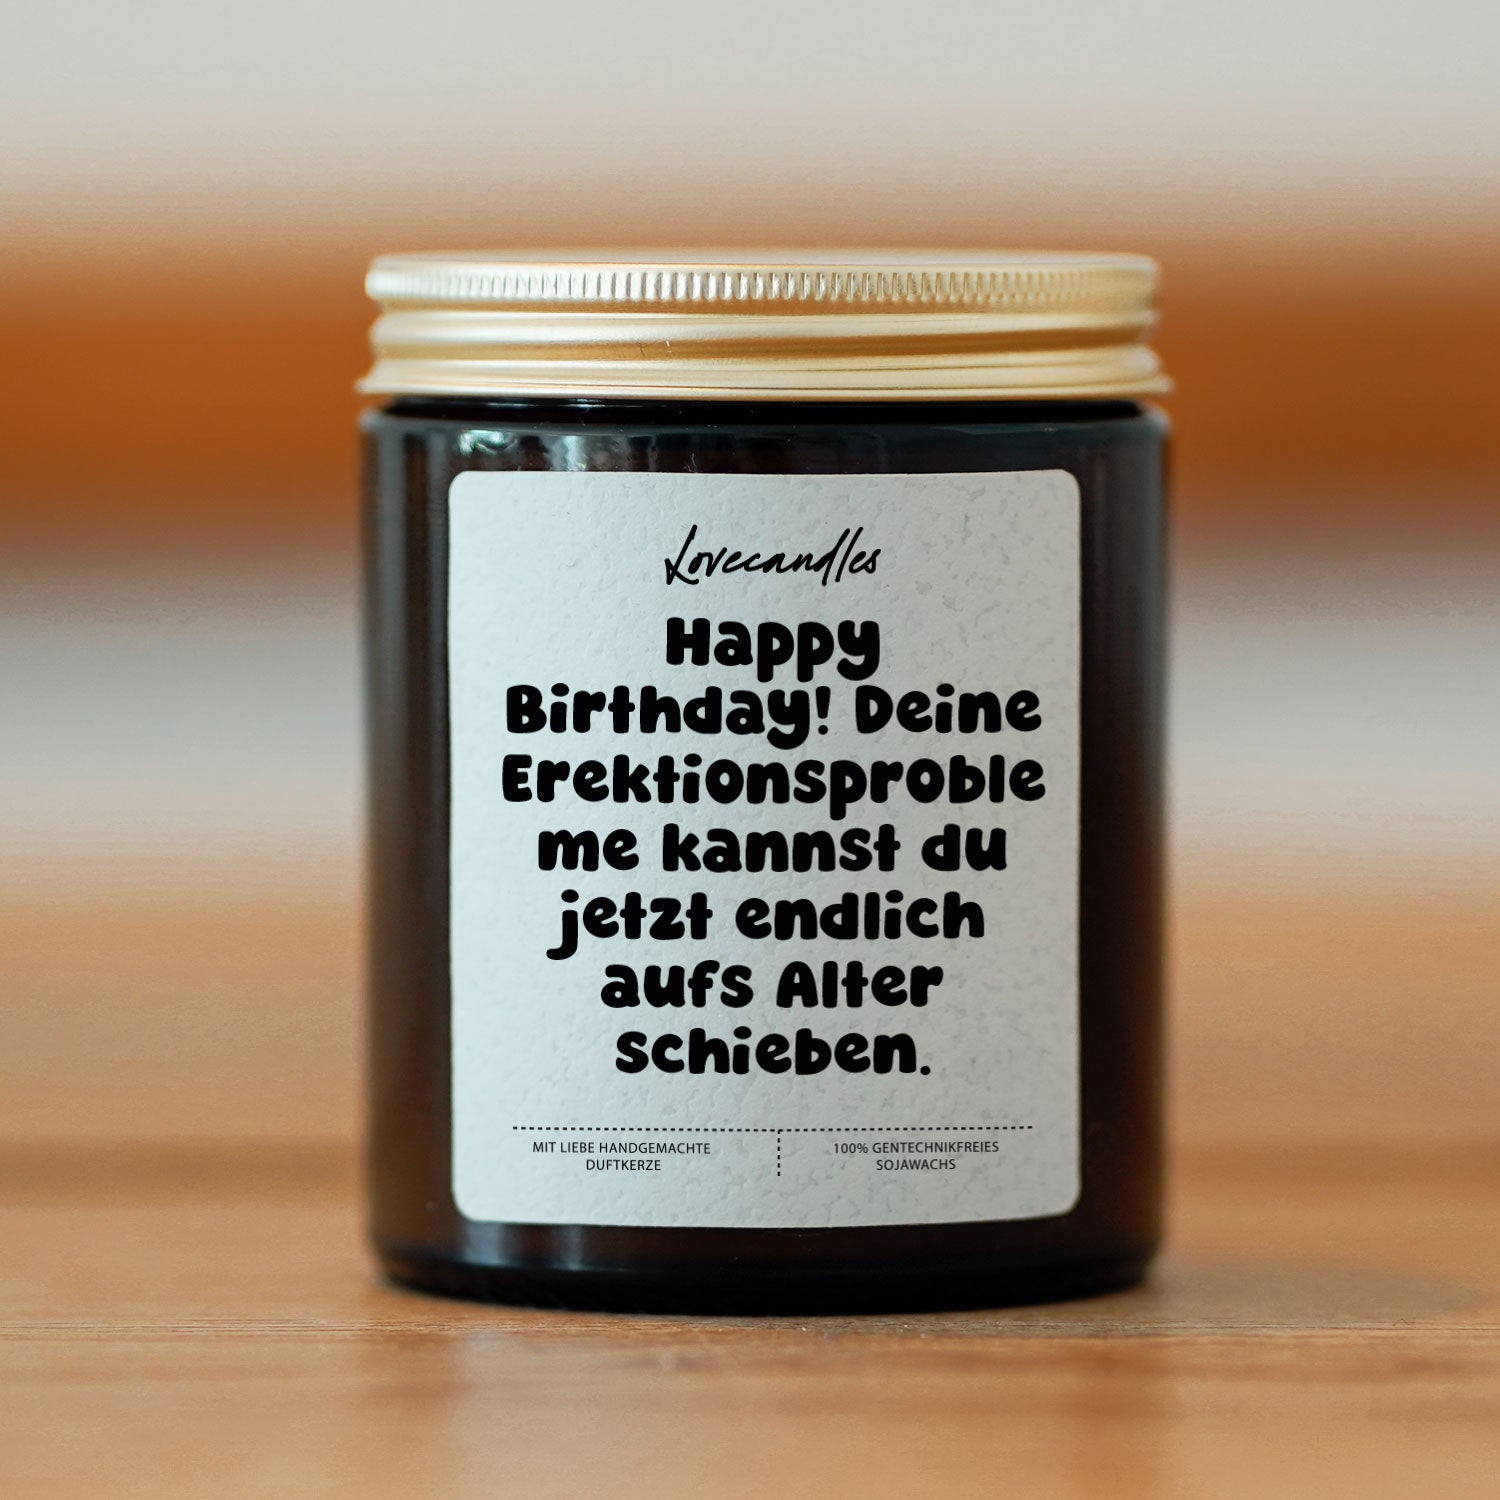 Lovecandles
Happy
Birthday! Deine
Erektionsproble
me kannst du
jetzt endlich
aufs Alter
schieben.
MIT LIEBE HANDGEMACHTE
DUFTKERZE
100% GENTECHNIKFREIES
SOJAWACHS